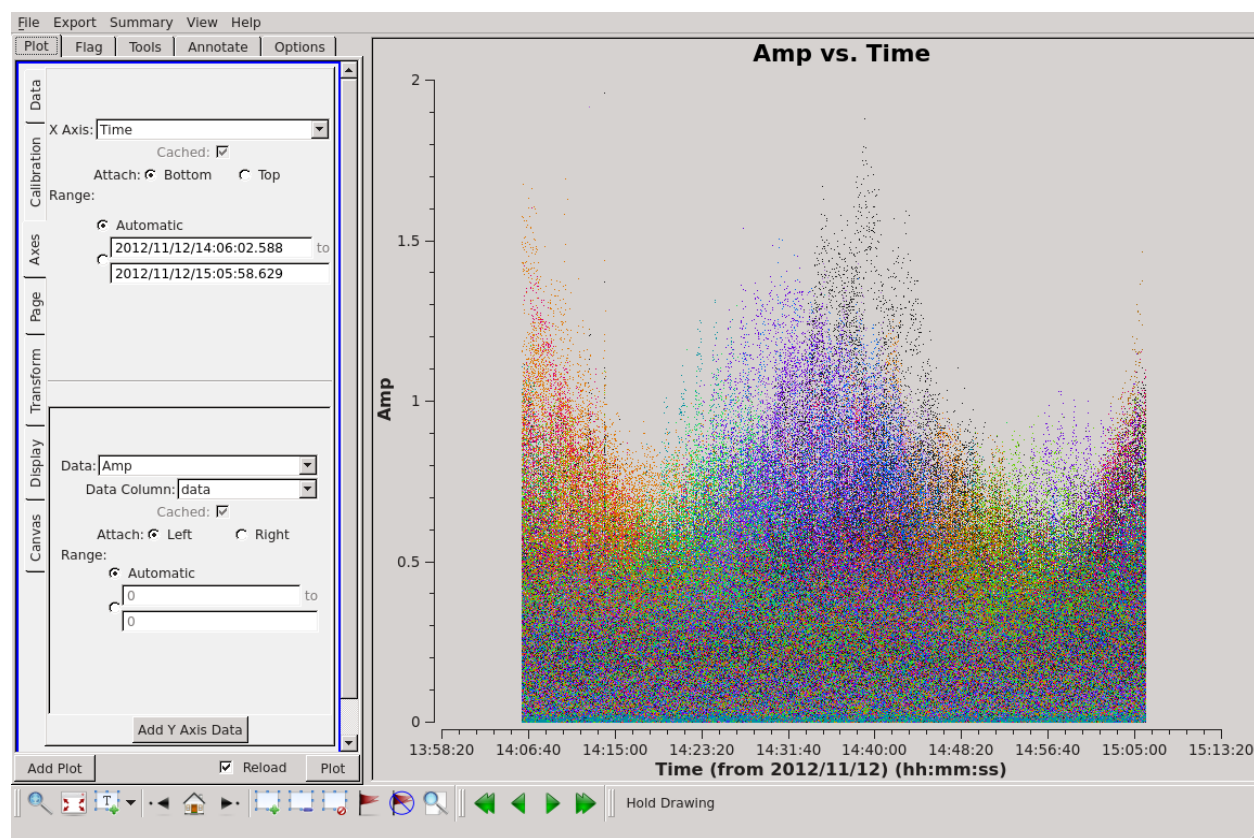 File Export Summary View Help
Plot Flag Tools Annotate Options
Data
Calibration
Axes
Page
Transform
Display
Canvas
X Axis: Time
Cached:
Attach: Bottom Top
Range:
Automatic
2012/11/12/14:06:02.588 to
2012/11/12/15:05:58.629
Data: Amp
Data Column: data
Cached:
Attach: Left Right
Range:
Automatic
0 to
0
Add Y Axis Data
Add Plot Reload Plot
Amp vs. Time
Amp
2
1.5
1
0.5
0
13:58:20 14:06:40 14:15:00 14:23:20 14:31:40 14:40:00 14:48:20 14:56:40 15:05:00 15:13:20
Time (from 2012/11/12) (hh:mm:ss)
T
Hold Drawing